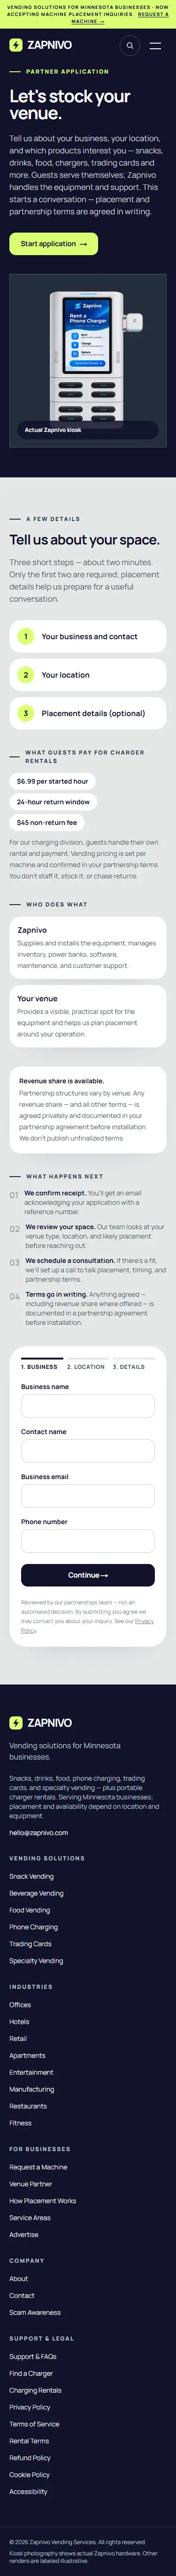 VENDING SOLUTIONS FOR MINNESOTA BUSINESSES · NOW
ACCEPTING MACHINE PLACEMENT INQUIRIES REQUEST A
MACHINE →
ZAPNIVO
PARTNER APPLICATION
Let's stock your
venue.
Tell us about your business, your location,
and which products interest you — snacks,
drinks, food, chargers, trading cards and
more. Guests serve themselves; Zapnivo
handles the equipment and support. This
starts a conversation — placement and
partnership terms are agreed in writing.
Start application →
Zapnivo
Rent a
Phone Charger
Actual Zapnivo kiosk
A FEW DETAILS
Tell us about your space.
Three short steps — about two minutes.
Only the first two are required; placement
details help us prepare for a useful
conversation.
1 Your business and contact
2 Your location
3 Placement details (optional)
WHAT GUESTS PAY FOR CHARGER
RENTALS
$6.99 per started hour
24-hour return window
$45 non-return fee
For our charging division, guests handle their own
rental and payment. Vending pricing is set per
machine and confirmed in your partnership terms.
You don't staff it, stock it, or chase returns.
WHO DOES WHAT
Zapnivo
Supplies and installs the equipment, manages
inventory, power banks, software,
maintenance, and customer support.
Your venue
Provides a visible, practical spot for the
equipment and helps us plan placement
around your operation.
Revenue share is available.
Partnership structures vary by venue. Any
revenue share — and all other terms — is
agreed privately and documented in your
partnership agreement before installation.
We don't publish unfinalized terms.
WHAT HAPPENS NEXT
01 We confirm receipt. You'll get an email
acknowledging your application with a
reference number.
02 We review your space. Our team looks at your
venue type, location, and likely placement
before reaching out.
03 We schedule a consultation. If there's a fit,
we'll set up a call to talk placement, timing, and
partnership terms.
04 Terms go in writing. Anything agreed —
including revenue share where offered — is
documented in a partnership agreement
before installation.
1. BUSINESS 2. LOCATION 3. DETAILS
Business name
Contact name
Business email
Phone number
Continue →
Reviewed by our partnerships team — not an
automated decision. By submitting you agree we
may contact you about your inquiry. See our Privacy
Policy.
ZAPNIVO
Vending solutions for Minnesota
businesses.
Snacks, drinks, food, phone charging, trading
cards, and specialty vending — plus portable
charger rentals. Serving Minnesota businesses;
placement and availability depend on location and
equipment.
hello@zapnivo.com
VENDING SOLUTIONS
Snack Vending
Beverage Vending
Food Vending
Phone Charging
Trading Cards
Specialty Vending
INDUSTRIES
Offices
Hotels
Retail
Apartments
Entertainment
Manufacturing
Restaurants
Fitness
FOR BUSINESSES
Request a Machine
Venue Partner
How Placement Works
Service Areas
Advertise
COMPANY
About
Contact
Scam Awareness
SUPPORT & LEGAL
Support & FAQs
Find a Charger
Charging Rentals
Privacy Policy
Terms of Service
Rental Terms
Refund Policy
Cookie Policy
Accessibility
© 2026 Zapnivo Vending Services. All rights reserved.
Kiosk photography shows actual Zapnivo hardware. Other
renders are labeled illustrative.